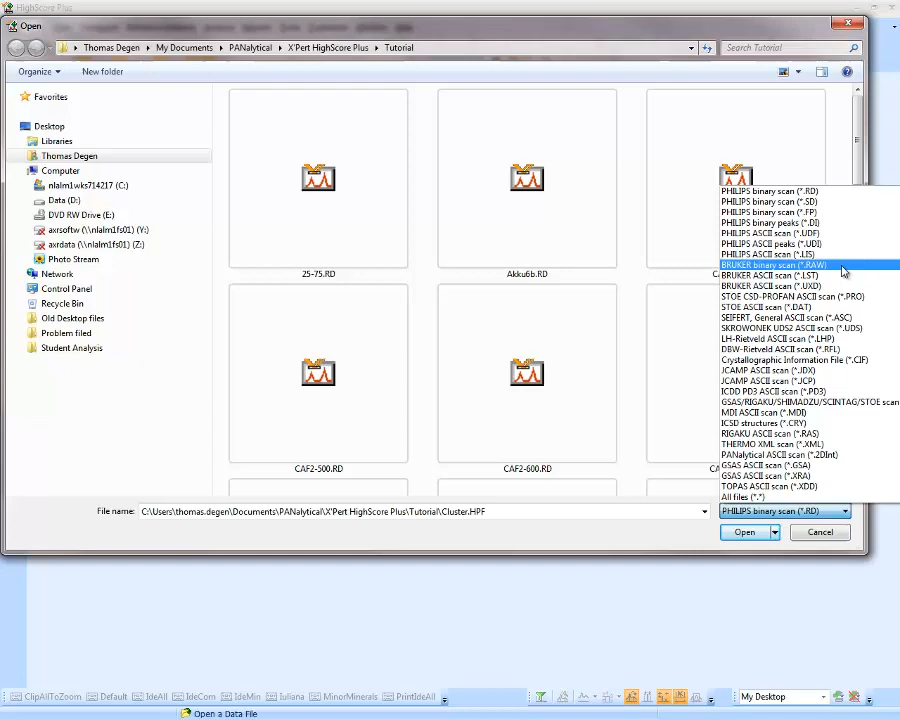 HighScore Plus
Open
Thomas Degen
My Documents
PANalytical
X'Pert HighScore Plus
Tutorial
Search Tutorial
Organize
New folder
Favorites
Desktop
Libraries
Thomas Degen
Computer
nlalm1wks714217 (C:)
Data (D:)
DVD RW Drive (E:)
axrsoftw (\\nlalm1fs01) (Y:)
axrdata (\\nlalm1fs01) (Z:)
Photo Stream
Network
Control Panel
Recycle Bin
Old Desktop files
Problem filed
Student Analysis
25-75.RD
Akku6b.RD
CAF2-500.RD
CAF2-600.RD
PHILIPS binary scan (*.RD)
PHILIPS binary scan (*.SD)
PHILIPS binary scan (*.FP)
PHILIPS binary peaks (*.DI)
PHILIPS ASCII scan (*.UDF)
PHILIPS ASCII peaks (*.UDI)
PHILIPS ASCII scan (*.LIS)
BRUKER binary scan (*.RAW)
BRUKER ASCII scan (*.LST)
BRUKER ASCII scan (*.UXD)
STOE CSD-PROFAN ASCII scan (*.PRO)
STOE ASCII scan (*.DAT)
SEIFERT, General ASCII scan (*.ASC)
SKROWONEK UDS2 ASCII scan (*.UDS)
LH-Rietveld ASCII scan (*.LHP)
DBW-Rietveld ASCII scan (*.RFL)
Crystallographic Information File (*.CIF)
JCAMP ASCII scan (*.JDX)
JCAMP ASCII scan (*.JCP)
ICDD PD3 ASCII scan (*.PD3)
GSAS/RIGAKU/SHIMADZU/SCINTAG/STOE scan
MDI ASCII scan (*.MDI)
ICSD structures (*.CRY)
RIGAKU ASCII scan (*.RAS)
THERMO XML scan (*.XML)
PANalytical ASCII scan (*.2DInt)
GSAS ASCII scan (*.GSA)
GSAS ASCII scan (*.XRA)
TOPAS ASCII scan (*.XDD)
All files (*.*)
File name:
C:\Users\thomas.degen\Documents\PANalytical\X'Pert HighScore Plus\Tutorial\Cluster.HPF
PHILIPS binary scan (*.RD)
Open
Cancel
ClipAllToZoom
Default
IdeAll
IdeCom
IdeMin
Iuliana
MinorMinerals
PrintIdeAll
My Desktop
Open a Data File